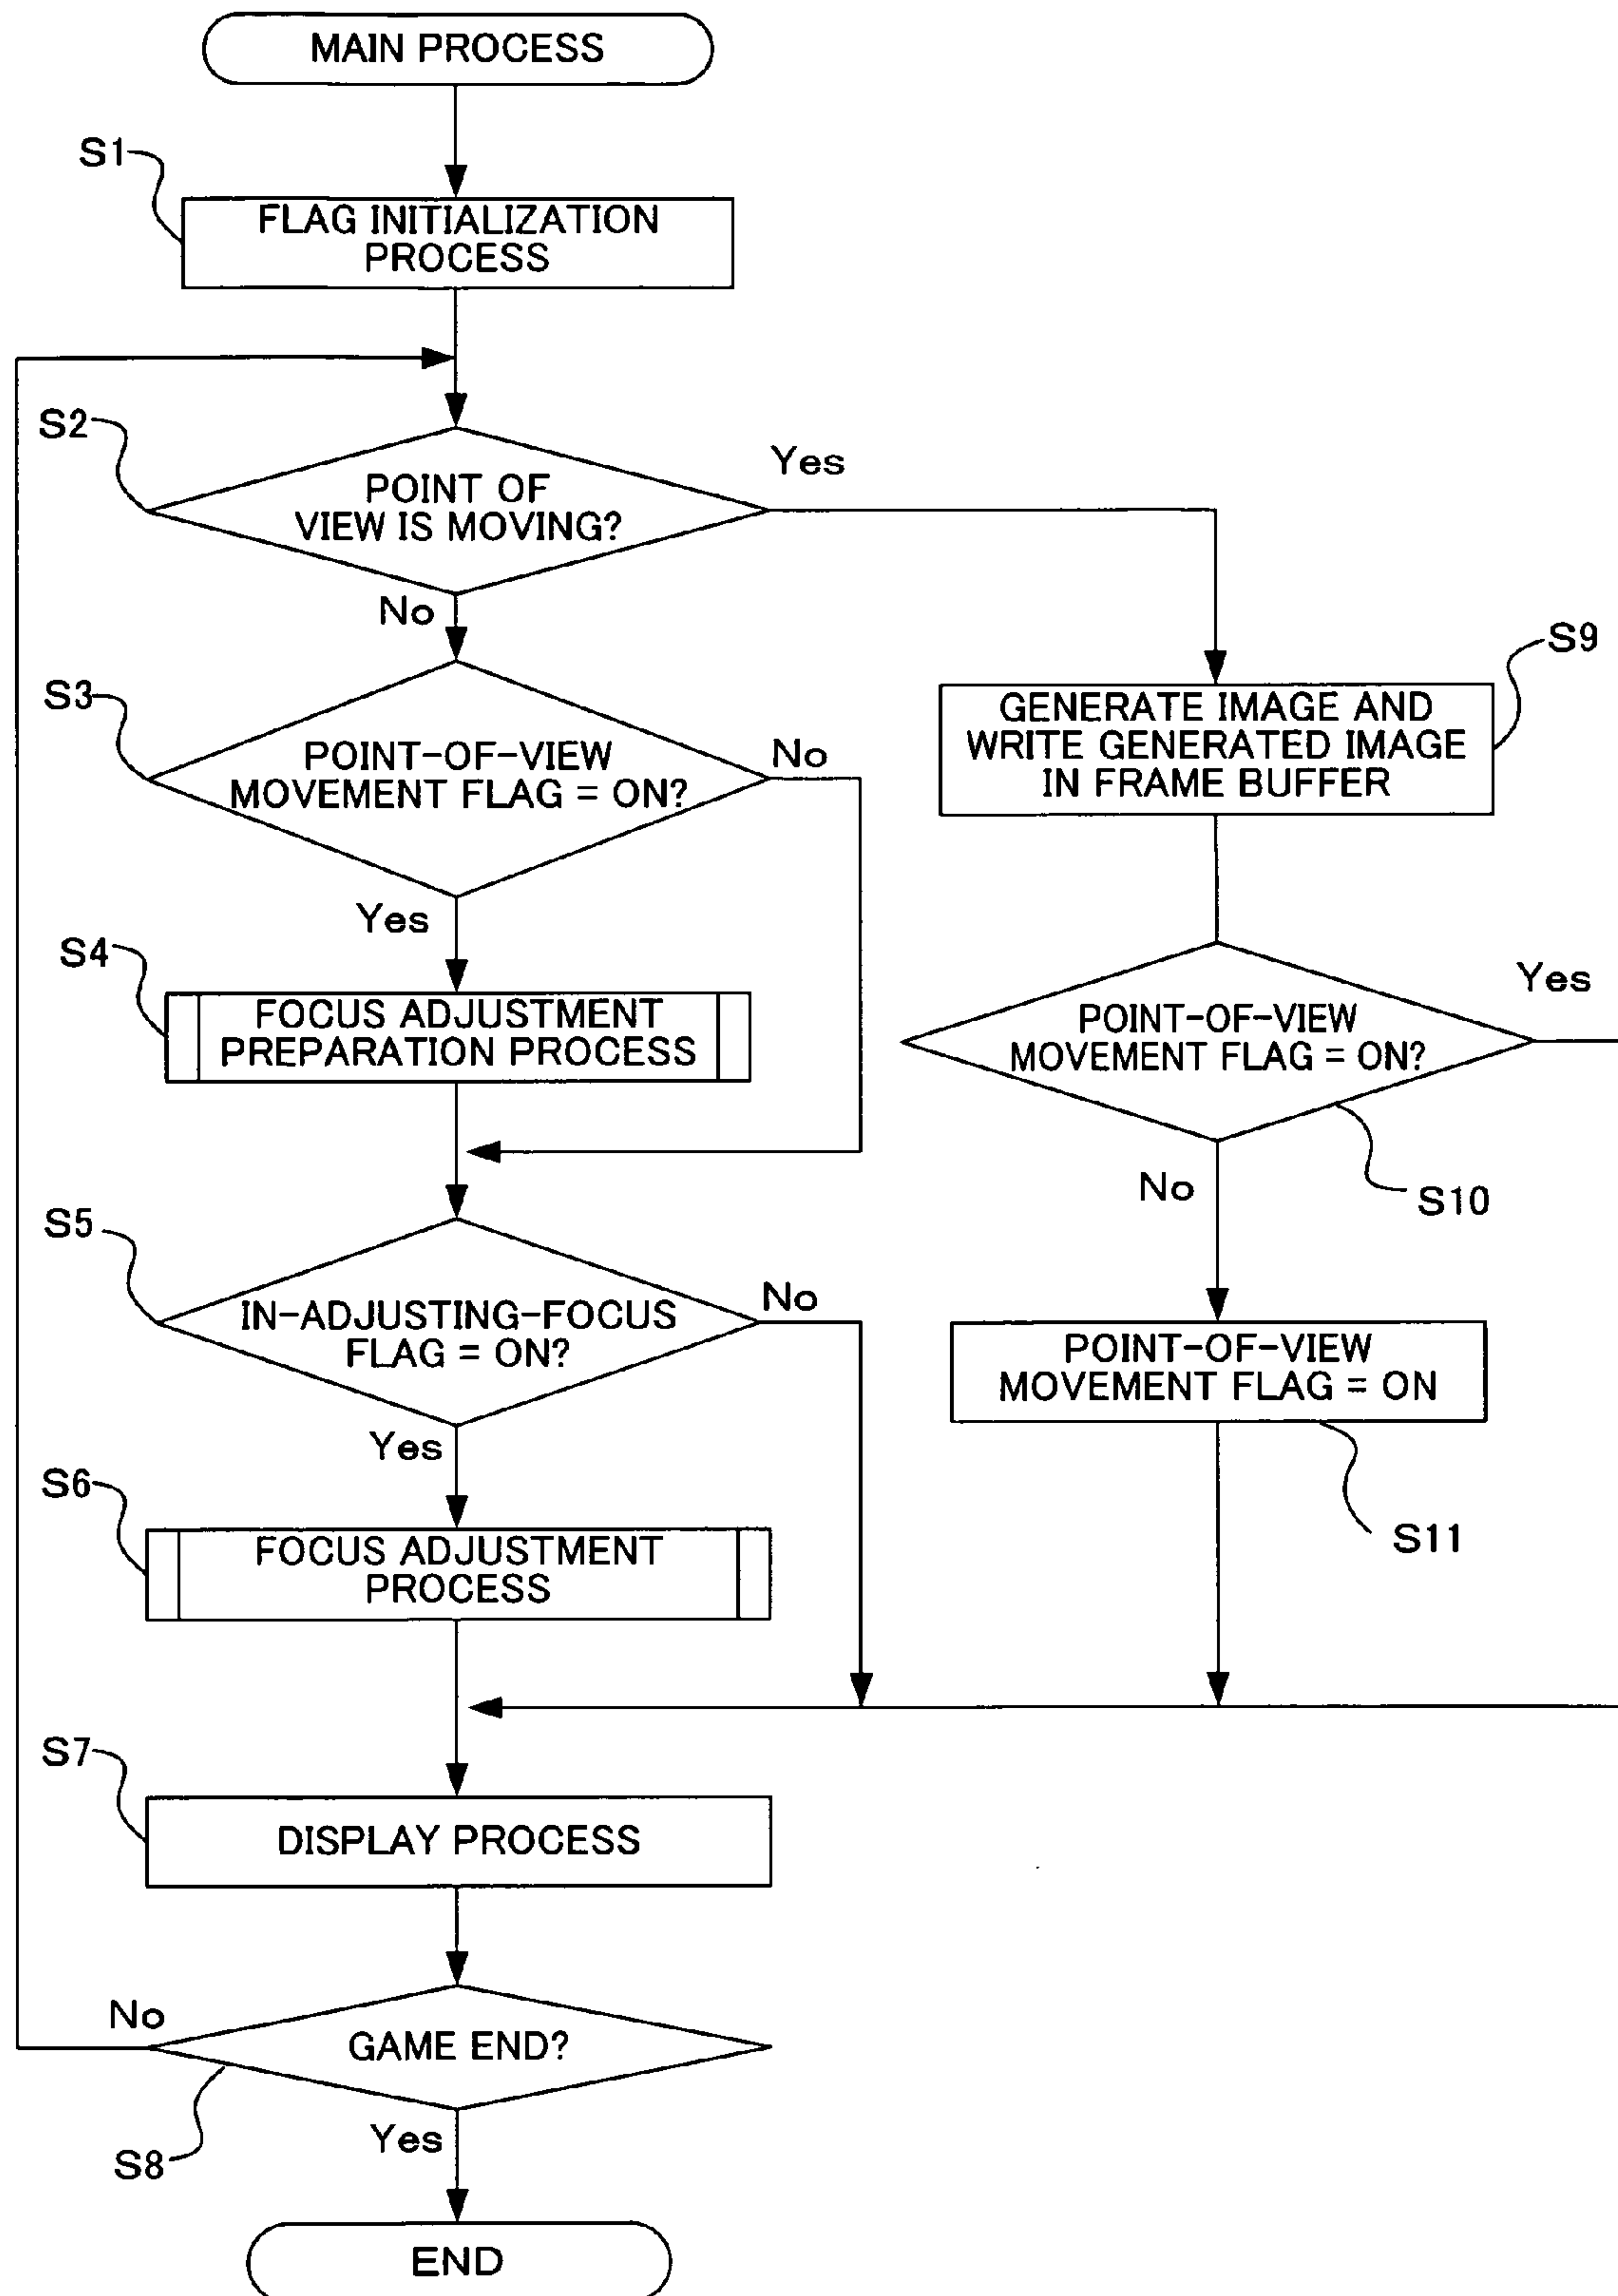 MAIN PROCESS
S1
FLAG INITIALIZATION
PROCESS
S2
POINT OF
VIEW IS MOVING?
Yes
No
S3
POINT-OF-VIEW
MOVEMENT FLAG = ON?
No
Yes
S4
FOCUS ADJUSTMENT
PREPARATION PROCESS
S5
IN-ADJUSTING-FOCUS
FLAG = ON?
No
Yes
S6
FOCUS ADJUSTMENT
PROCESS
S7
DISPLAY PROCESS
GAME END?
No
Yes
S8
END
S9
GENERATE IMAGE AND
WRITE GENERATED IMAGE
IN FRAME BUFFER
POINT-OF-VIEW
MOVEMENT FLAG = ON?
Yes
No
S10
POINT-OF-VIEW
MOVEMENT FLAG = ON
S11